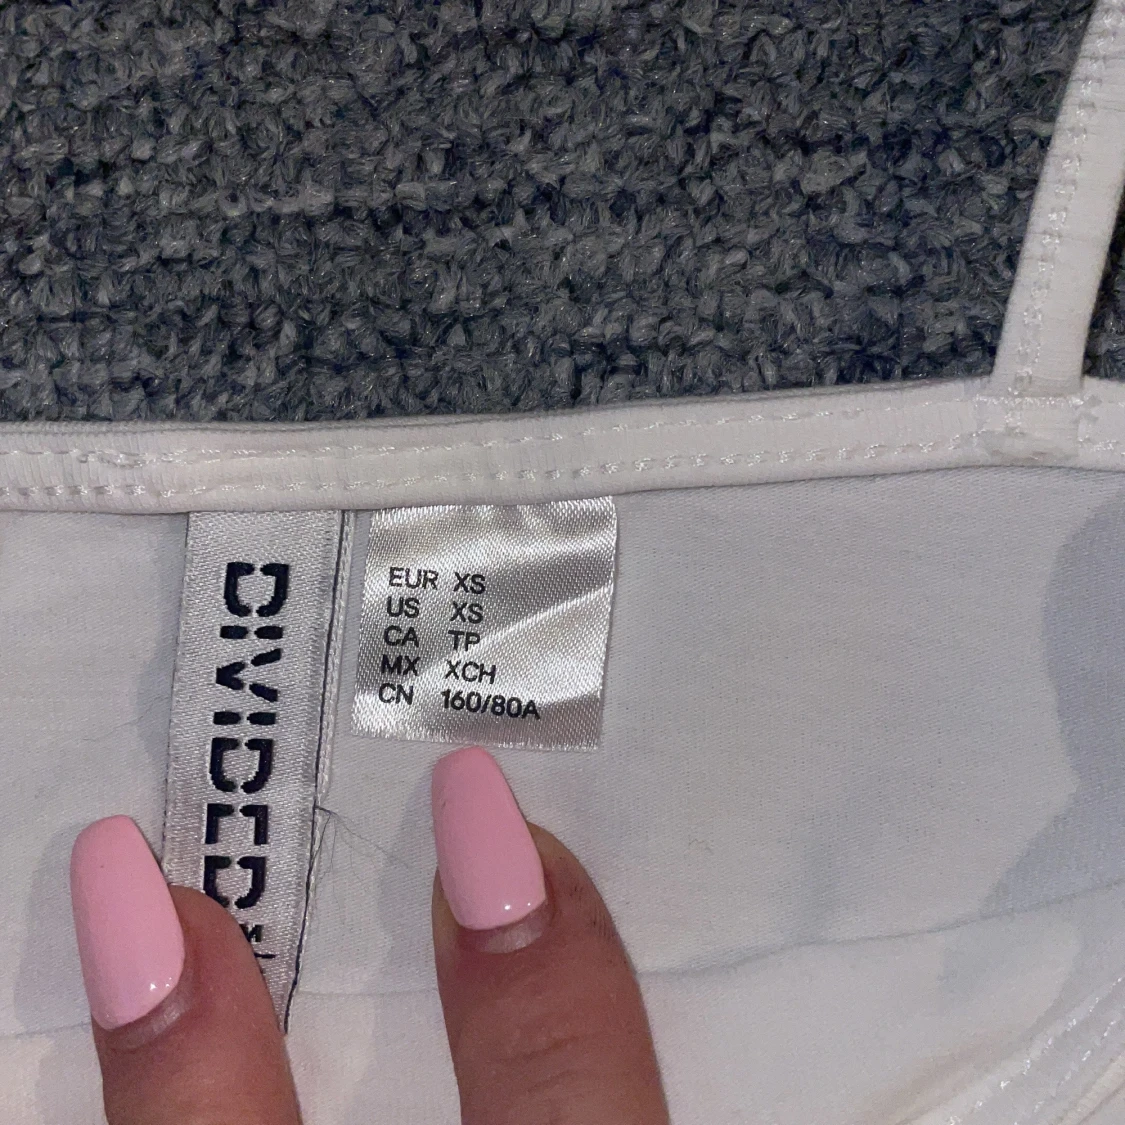 DIVIDED
EUR XS
US XS
CA TP
MX XCH
CN 160/80A